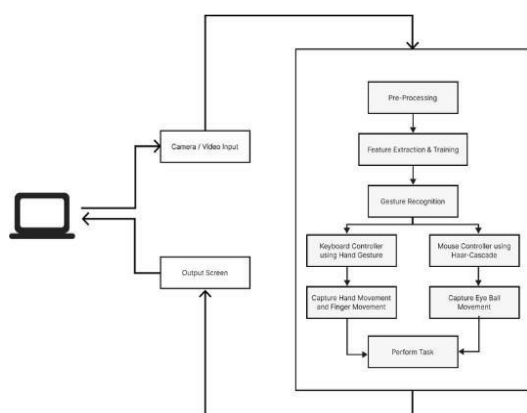 Pre-Processing
Camera / Video Input
Feature Extraction & Training
Gesture Recognition
Keyboard Controller
using Hand Gesture
Mouse Controller using
Haar-Cascade
Output Screen
Capture Hand Movement
and Finger Movement
Capture Eye Ball
Movement
Perform Task